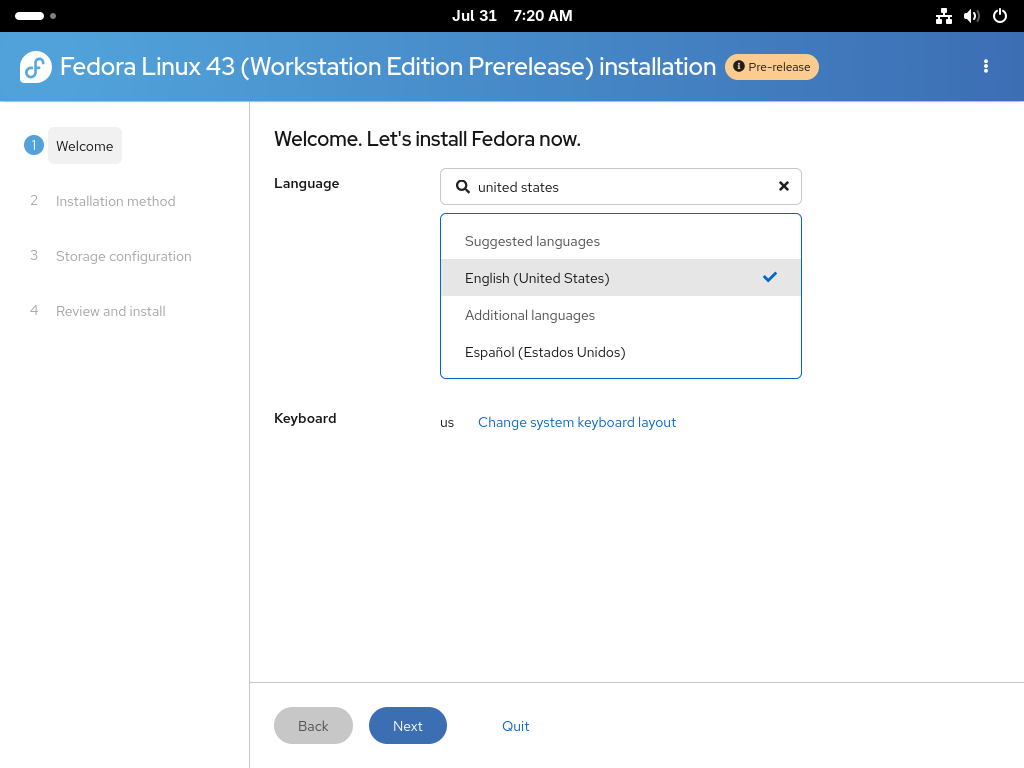 Jul 31 7:20 AM
Fedora Linux 43 (Workstation Edition Prerelease) installation Pre-release
1 Welcome
2 Installation method
3 Storage configuration
4 Review and install
Welcome. Let's install Fedora now.
Language
united states
Suggested languages
English (United States)
Additional languages
Español (Estados Unidos)
Keyboard
us Change system keyboard layout
Back Next Quit